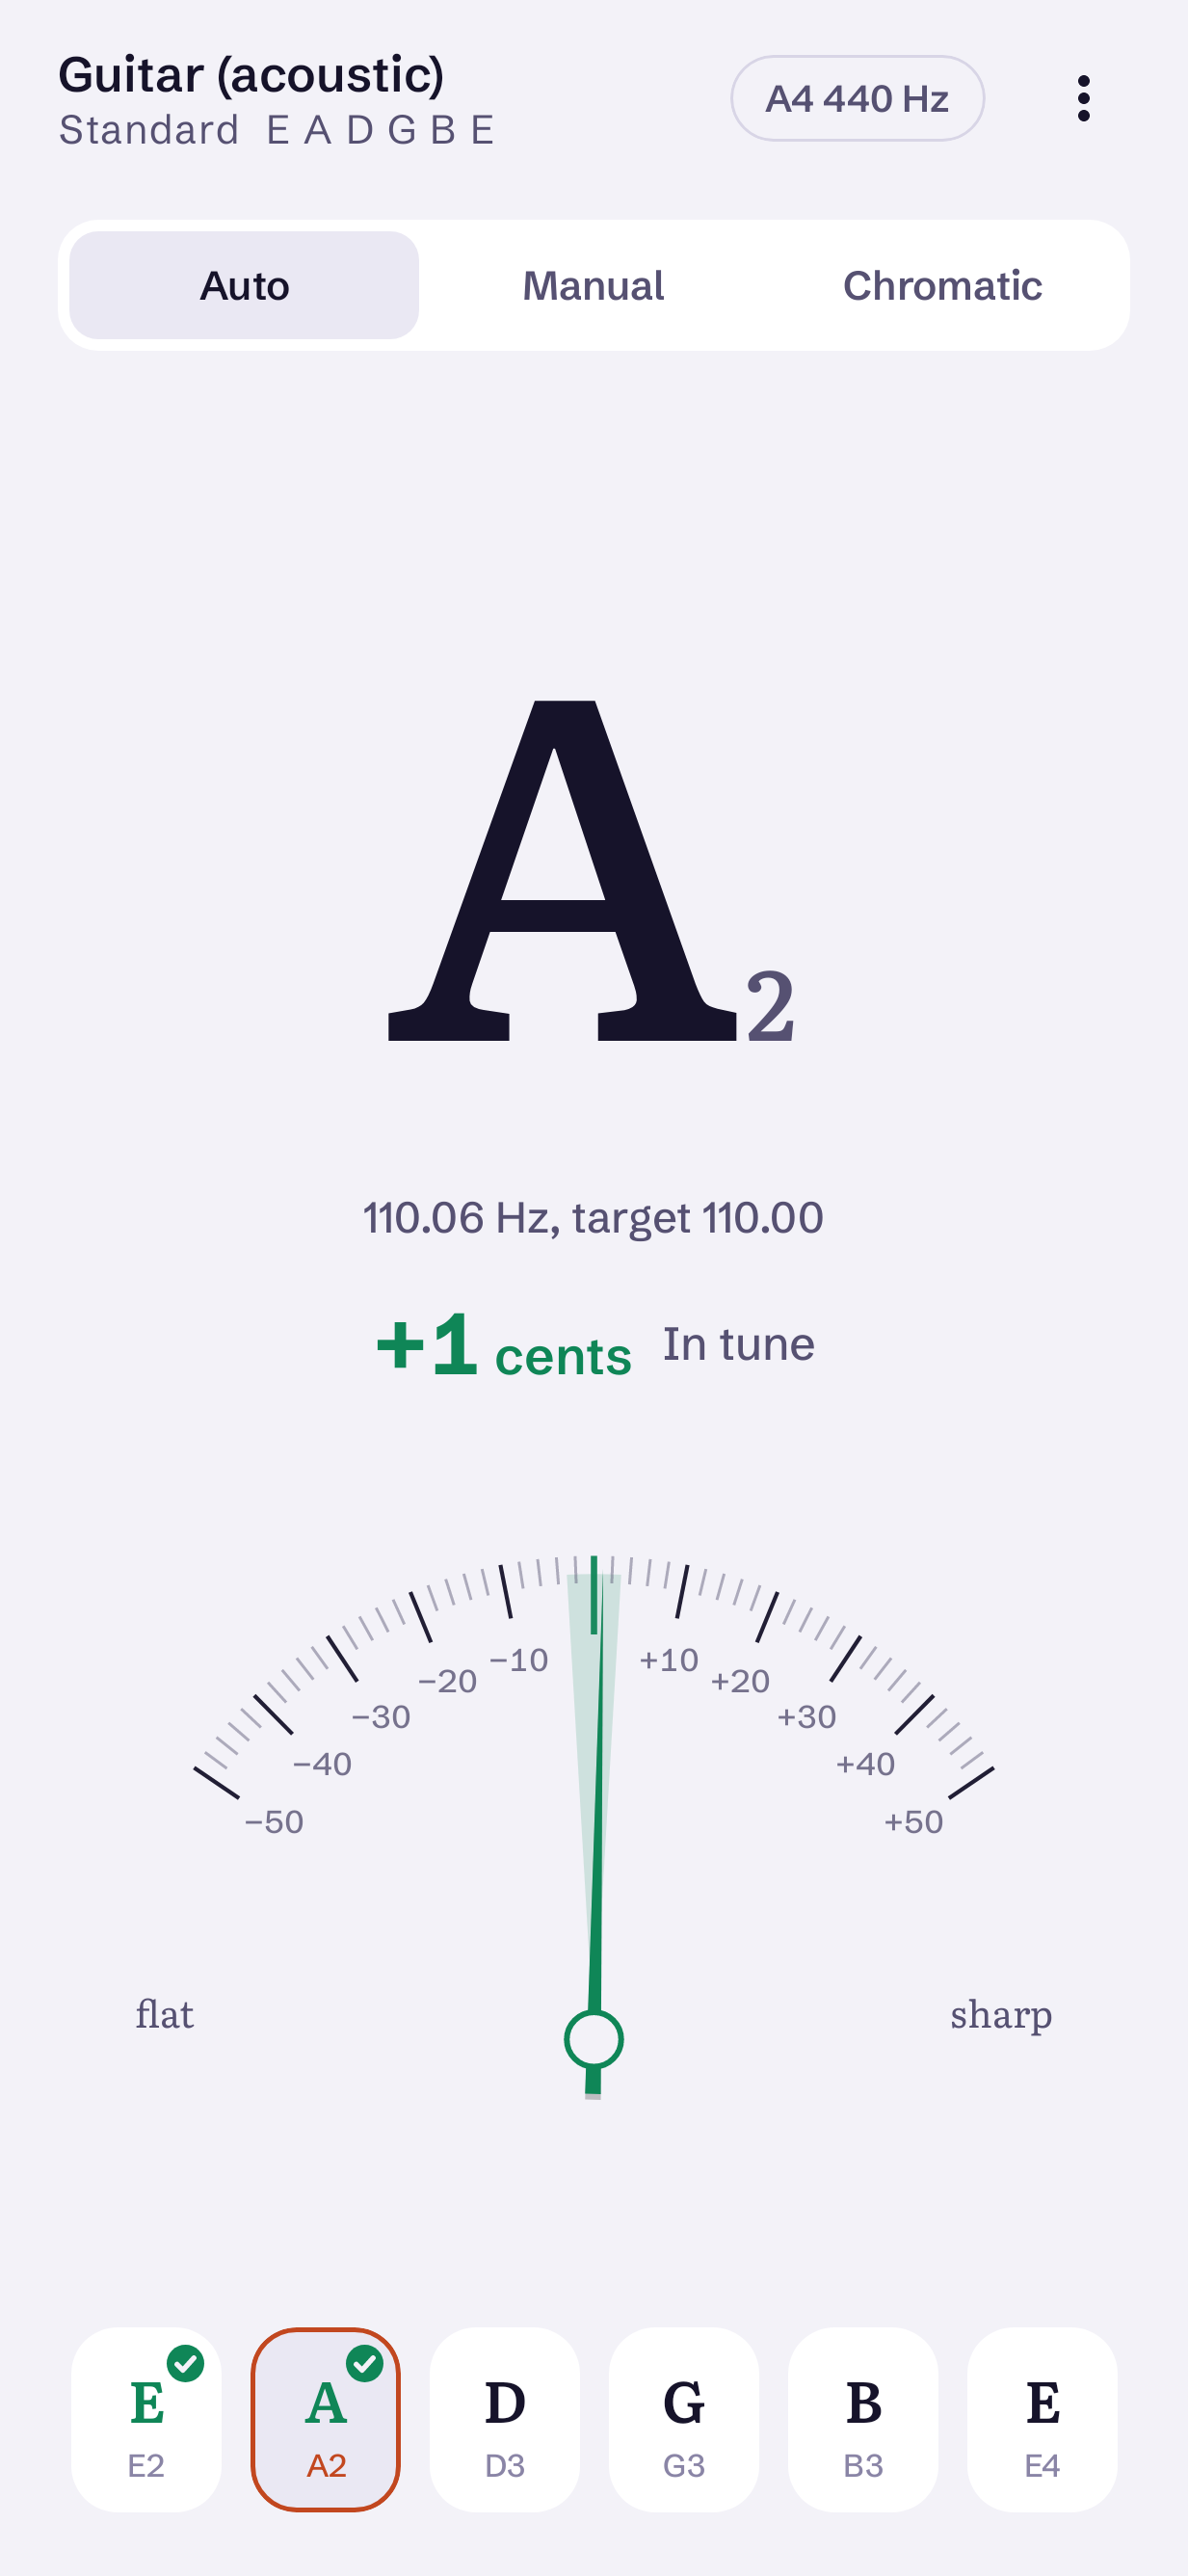 Guitar (acoustic)
Standard E A D G B E
A4 440 Hz
Auto Manual Chromatic
A2
110.06 Hz, target 110.00
+1 cents In tune
−10 +10
−20 +20
−30 +30
−40 +40
−50 +50
flat sharp
E A D G B E
E2 A2 D3 G3 B3 E4